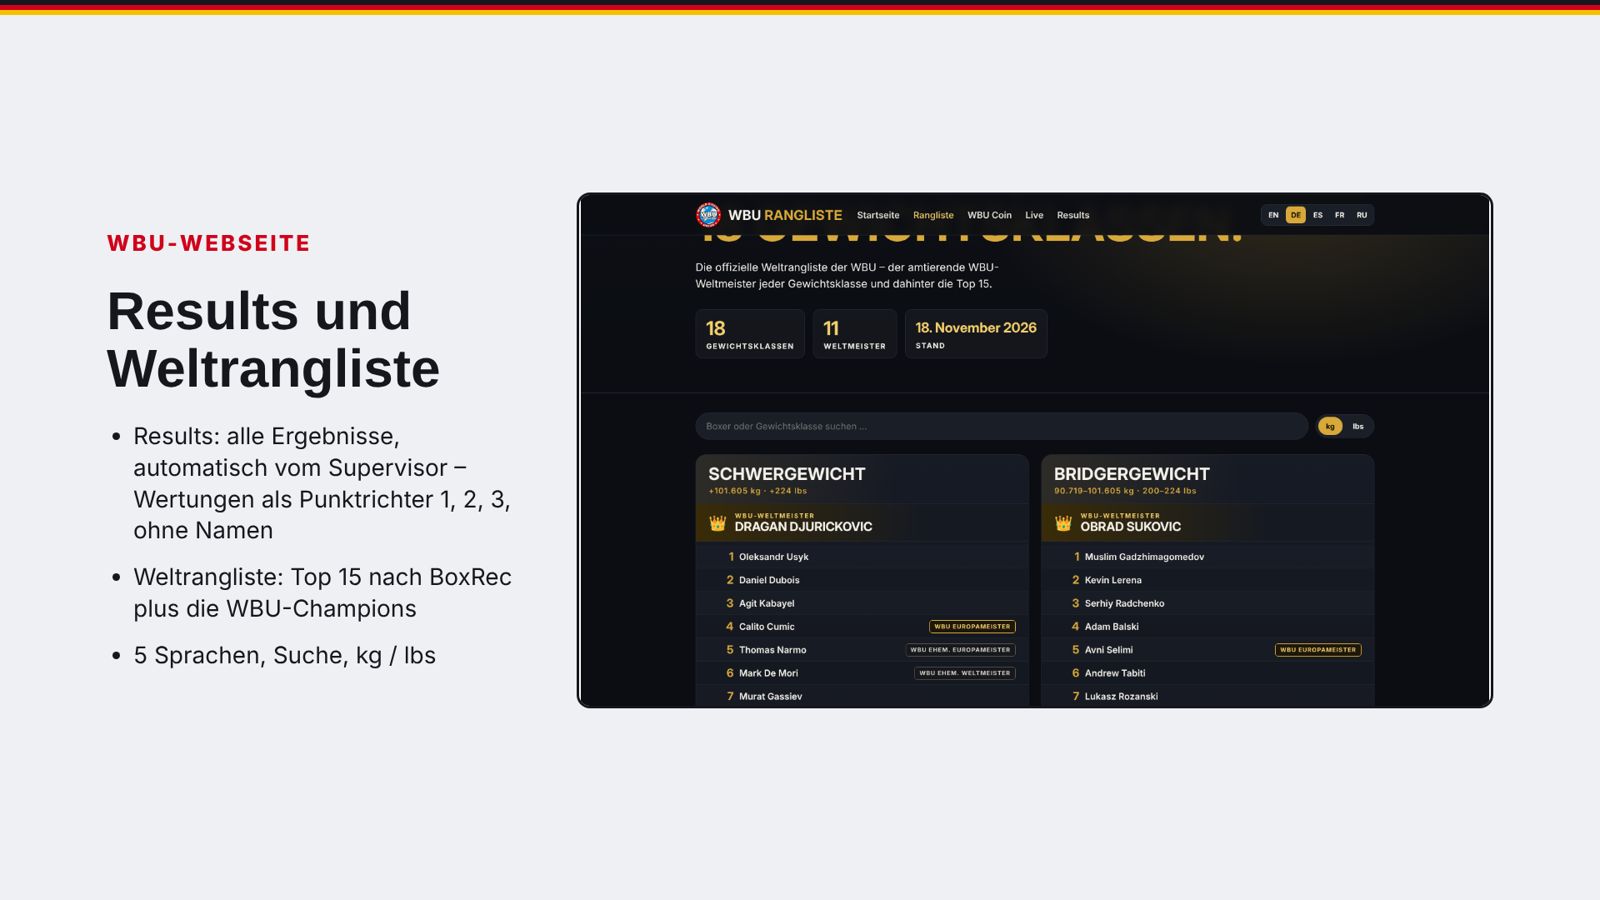 WBU-WEBSEITE
Results und
Weltrangliste
• Results: alle Ergebnisse,
automatisch vom Supervisor –
Wertungen als Punktrichter 1, 2, 3,
ohne Namen
• Weltrangliste: Top 15 nach BoxRec
plus die WBU-Champions
• 5 Sprachen, Suche, kg / lbs
WBU RANGLISTE Startseite Rangliste WBU Coin Live Results EN DE ES FR RU
GEWICHTSKLASSEN.
Die offizielle Weltrangliste der WBU – der amtierende WBU-
Weltmeister jeder Gewichtsklasse und dahinter die Top 15.
18 11 18. November 2026
GEWICHTSKLASSEN WELTMEISTER STAND
Boxer oder Gewichtsklasse suchen ... kg lbs
SCHWERGEWICHT
+101.605 kg · +224 lbs
WBU-WELTMEISTER
DRAGAN DJURICKOVIC
1 Oleksandr Usyk
2 Daniel Dubois
3 Agit Kabayel
4 Calito Cumic WBU EUROPAMEISTER
5 Thomas Narmo WBU EHEM. EUROPAMEISTER
6 Mark De Mori WBU EHEM. WELTMEISTER
7 Murat Gassiev
BRIDGERGEWICHT
90.719–101.605 kg · 200–224 lbs
WBU-WELTMEISTER
OBRAD SUKOVIC
1 Muslim Gadzhimagomedov
2 Kevin Lerena
3 Serhiy Radchenko
4 Adam Balski
5 Avni Selimi WBU EUROPAMEISTER
6 Andrew Tabiti
7 Lukasz Rozanski